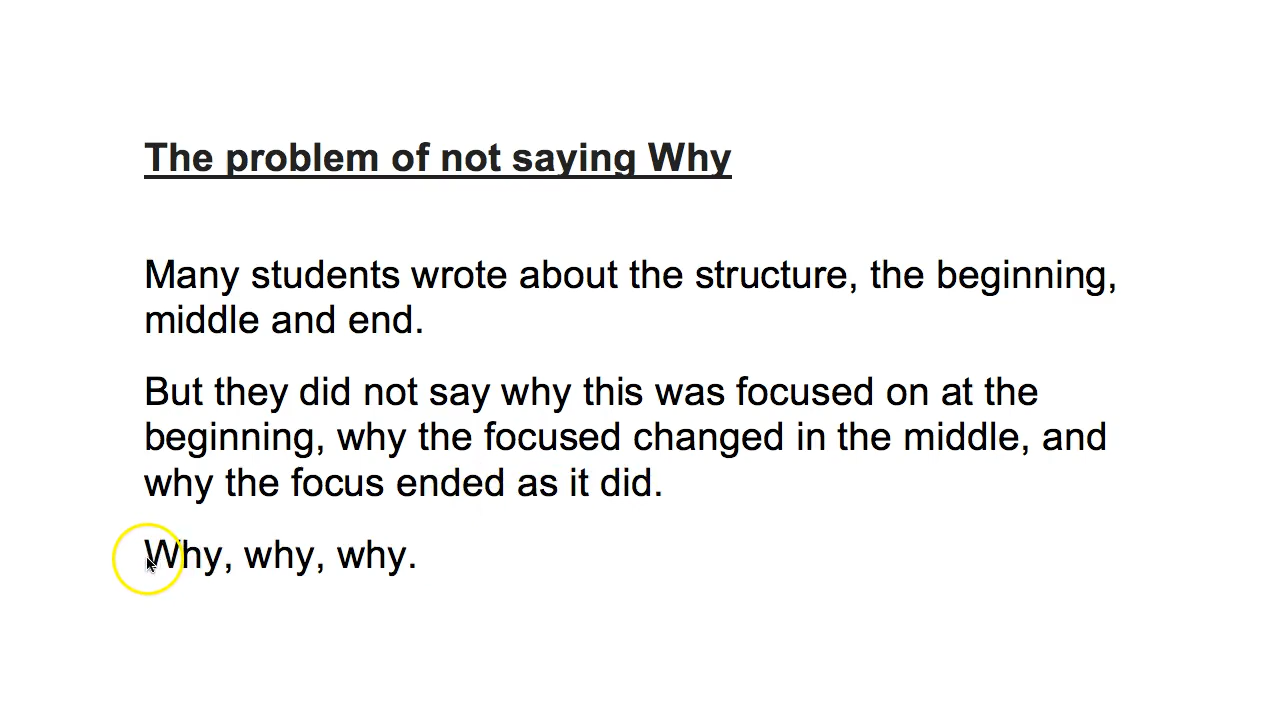 The problem of not saying Why
Many students wrote about the structure, the beginning,
middle and end.
But they did not say why this was focused on at the
beginning, why the focused changed in the middle, and
why the focus ended as it did.
Why, why, why.